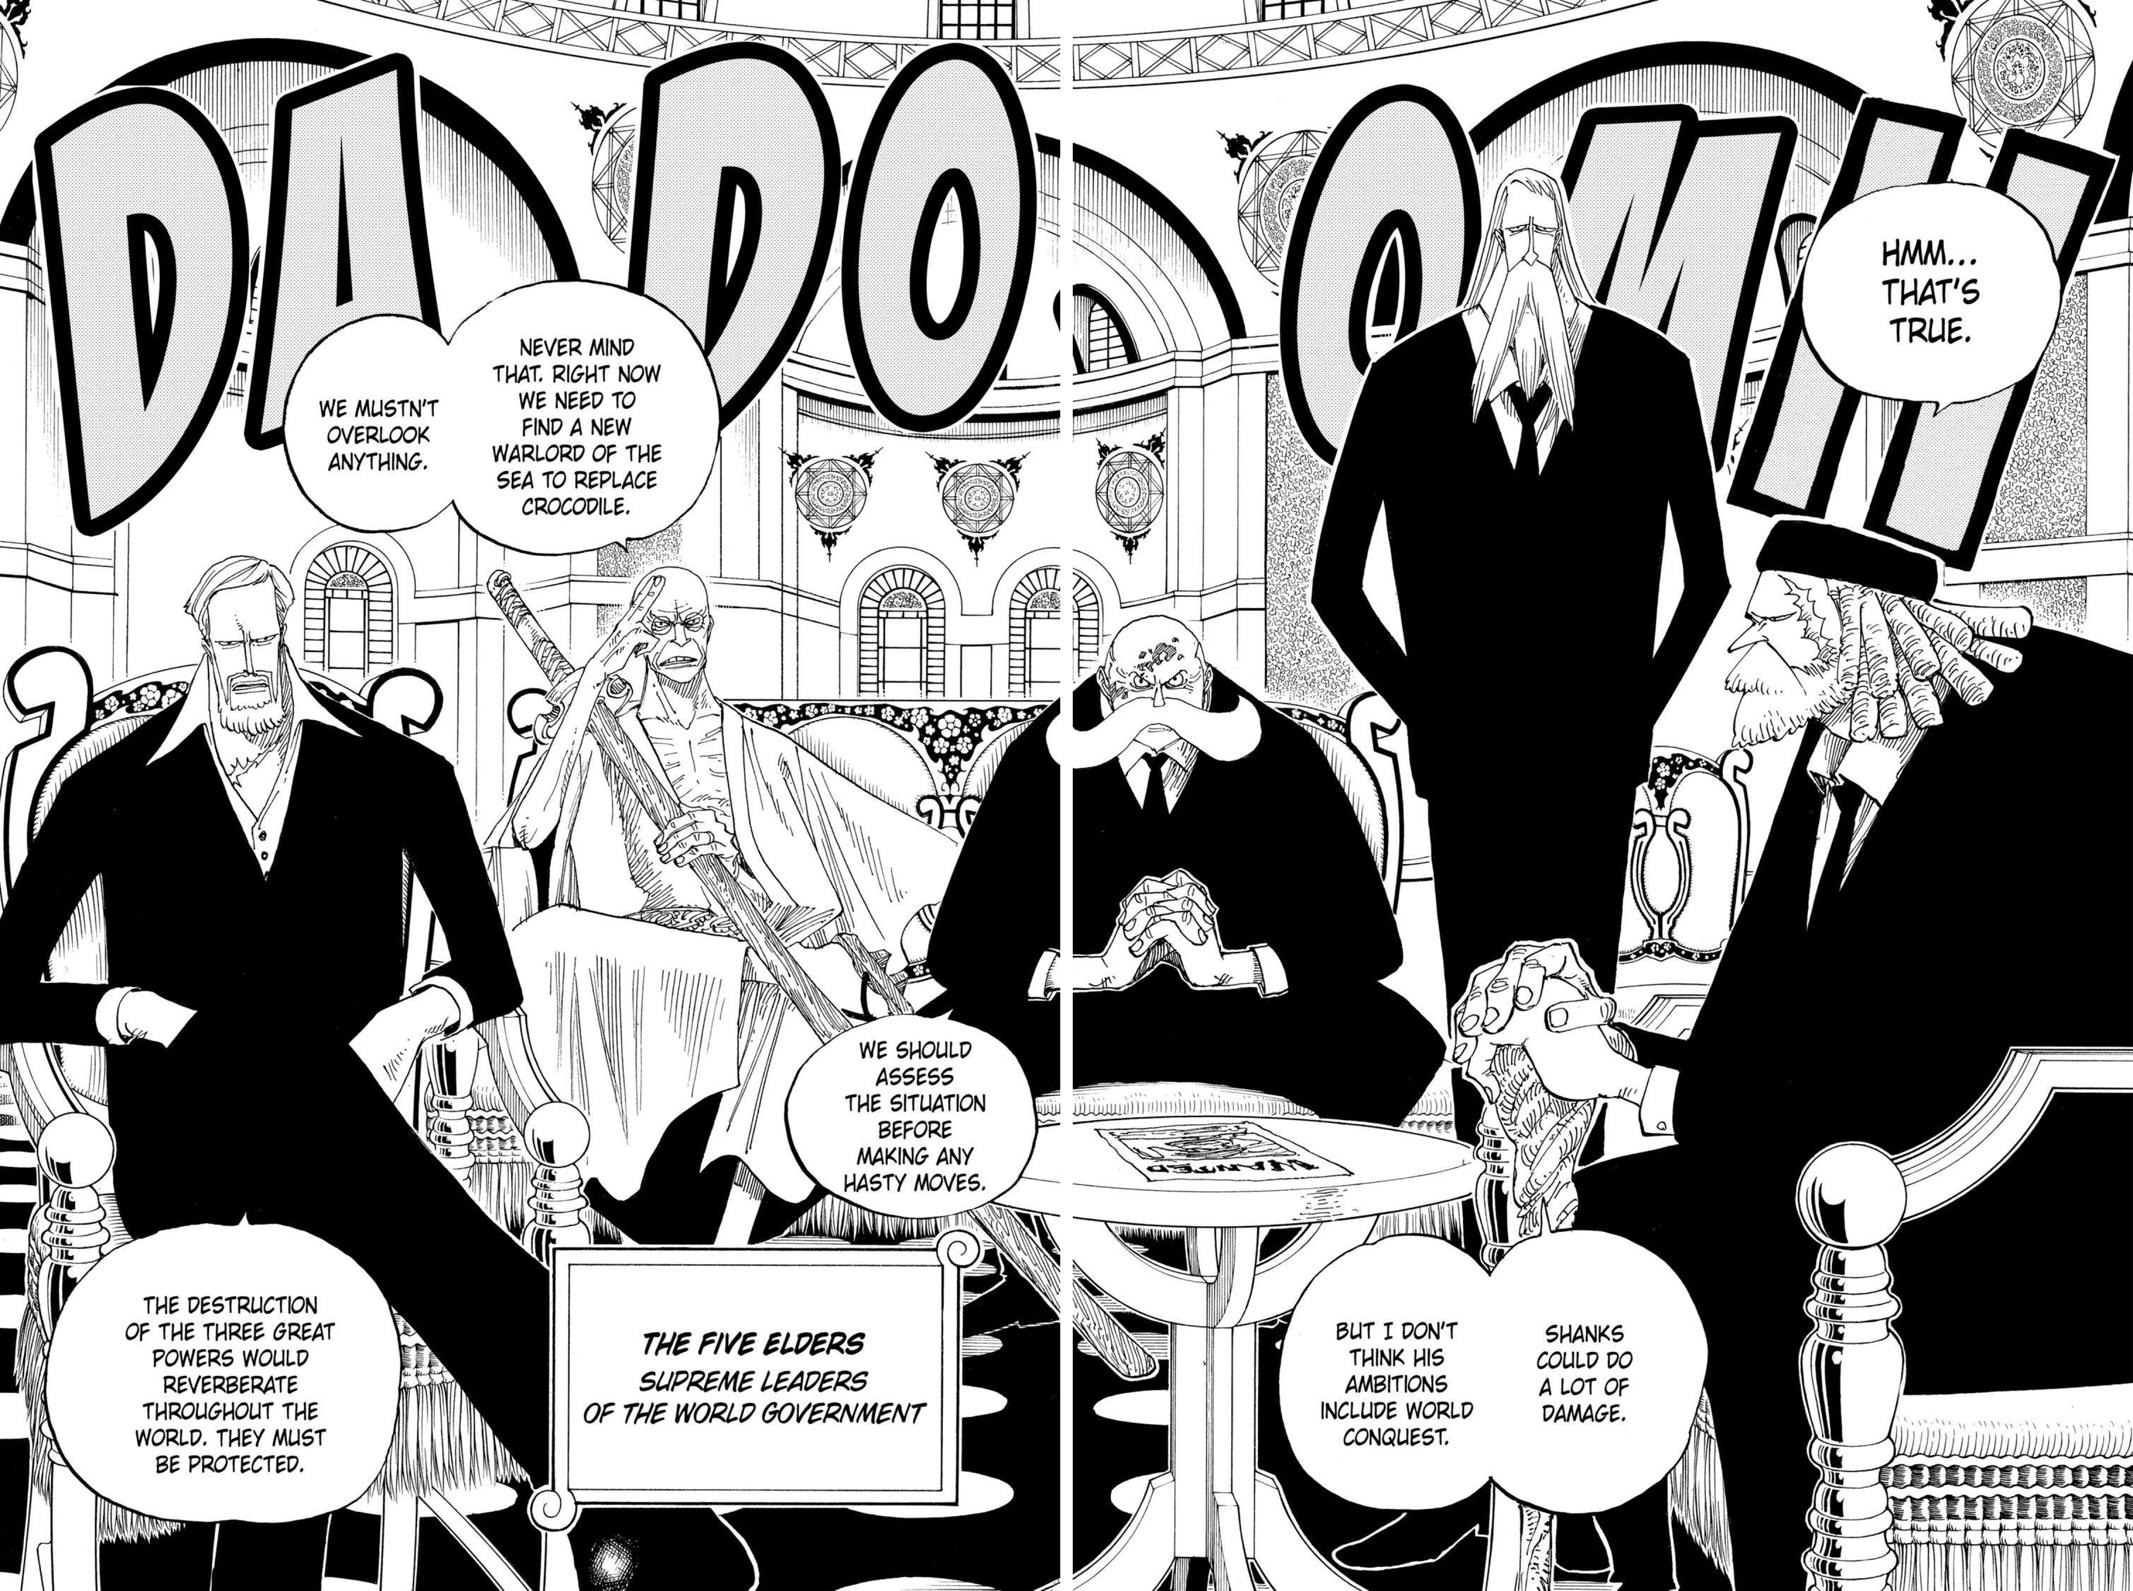 DADOOMH
HMM...
THAT'S
TRUE.
SHANKS
COULD DO
A LOT OF
DAMAGE.
BUT I DON'T
THINK HIS
AMBITIONS
INCLUDE WORLD
CONQUEST.
WANTED
NEVER MIND
THAT. RIGHT NOW
WE NEED TO
FIND A NEW
WARLORD OF THE
SEA TO REPLACE
CROCODILE.
WE MUSTN'T
OVERLOOK
ANYTHING.
WE SHOULD
ASSESS
THE SITUATION
BEFORE
MAKING ANY
HASTY MOVES.
THE DESTRUCTION
OF THE THREE GREAT
POWERS WOULD
REVERBERATE
THROUGHOUT THE
WORLD. THEY MUST
BE PROTECTED.
THE FIVE ELDERS
SUPREME LEADERS
OF THE WORLD GOVERNMENT